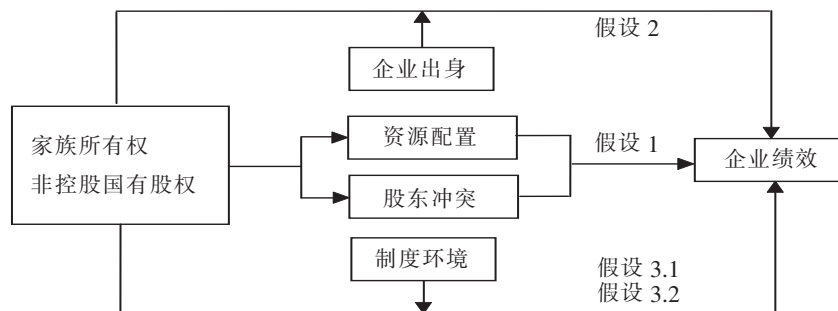 假设 2
企业出身
家族所有权
非控股国有股权
资源配置
股东冲突
假设 1
企业绩效
制度环境
假设 3.1
假设 3.2